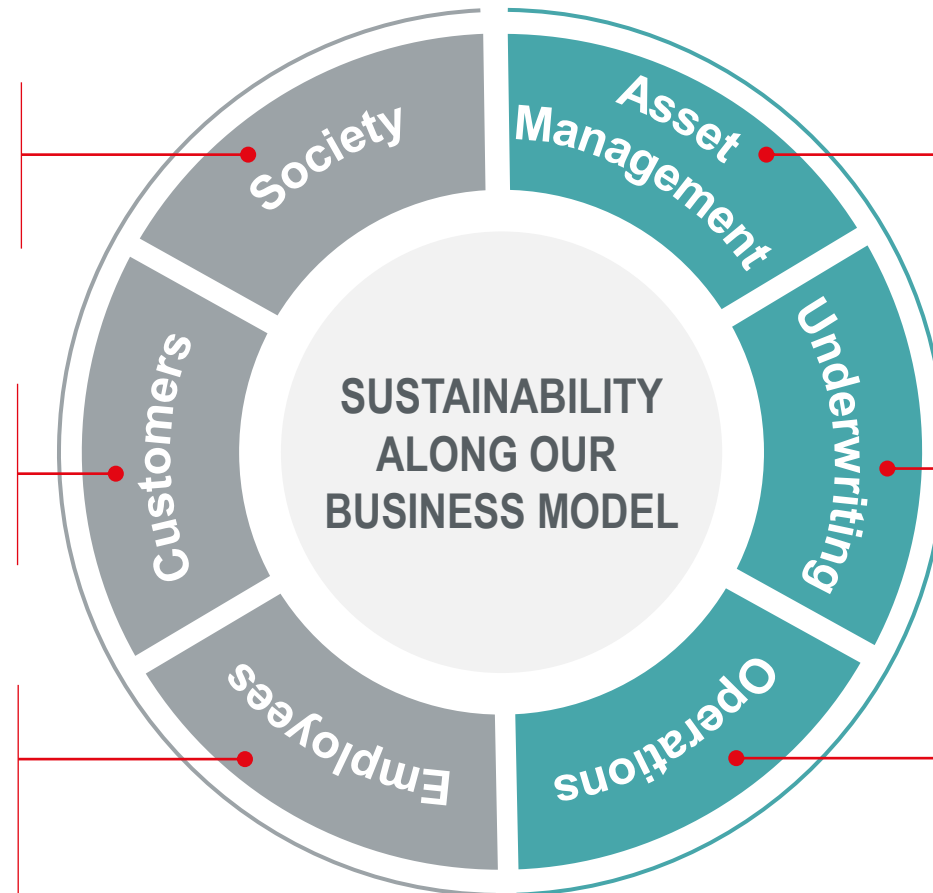 Society
Asset
Management
Customers
SUSTAINABILITY
ALONG OUR
BUSINESS MODEL
Underwriting
Employees
Operations